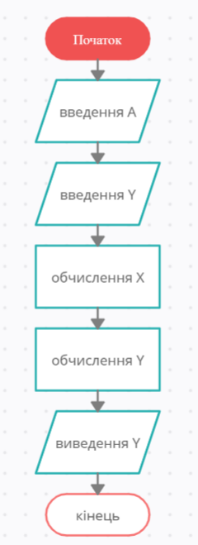 Початок
введення А
введення Y
обчислення X
обчислення Y
виведення Y
кінець